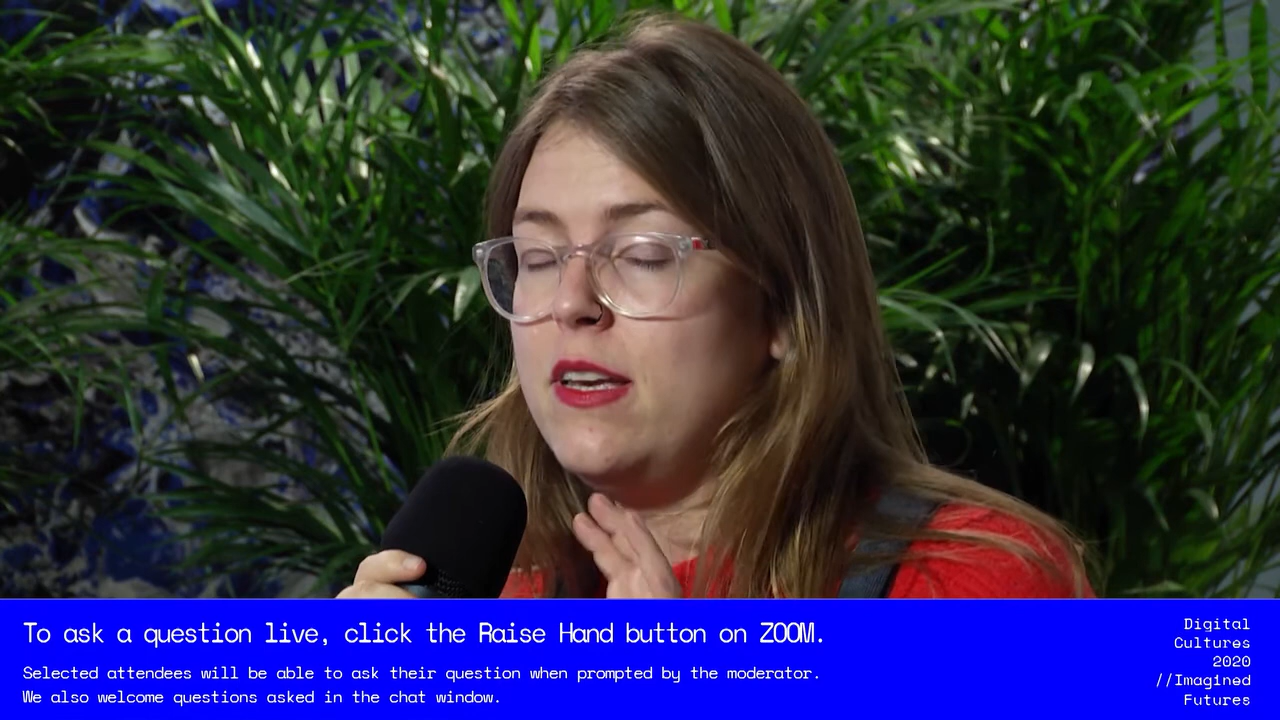 To ask a question live, click the Raise Hand button on ZOOM.
Selected attendees will be able to ask their question when prompted by the moderator.
We also welcome questions asked in the chat window.
Digital
Cultures
2020
//Imagined
Futures